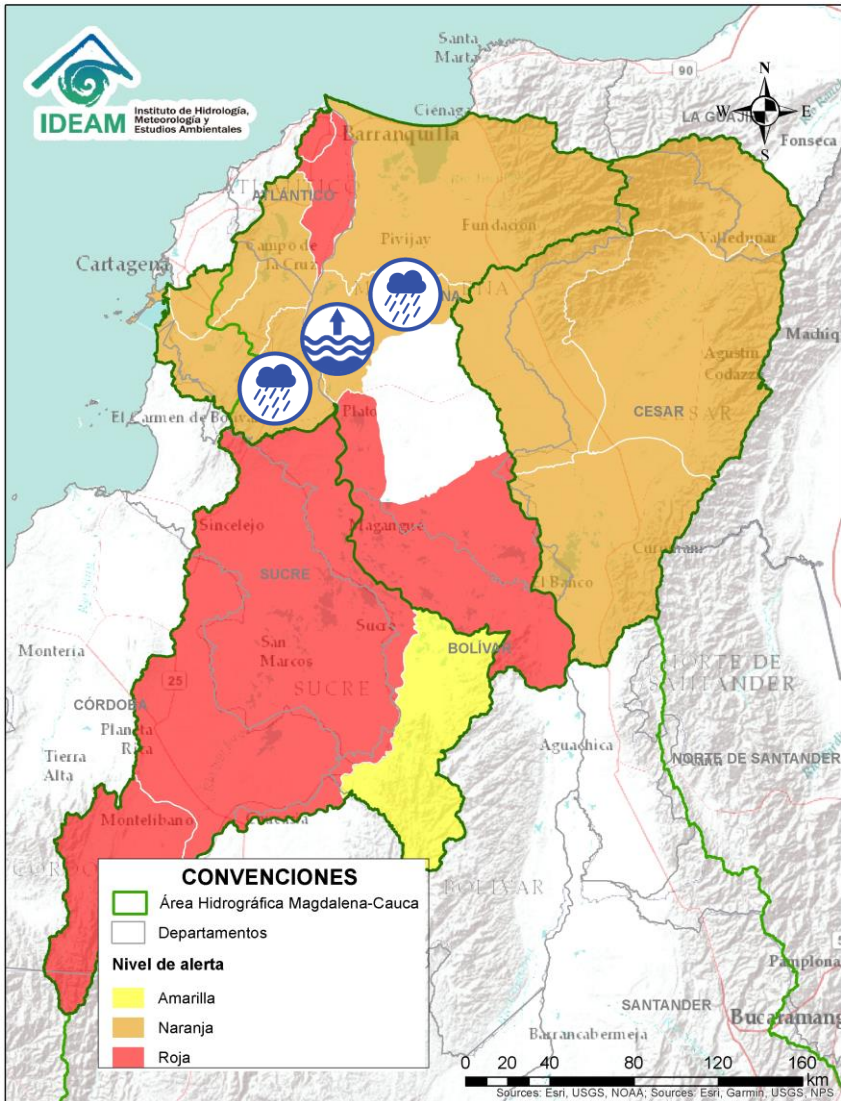 IDEAM
Instituto de Hidrología,
Meteorología y
Estudios Ambientales
Santa
Marta
90
N
W
E
S
LA GUAJI
Fonseca
Ciénaga
Barranquilla
ATLÁNTICO
Fundación
Pivijay
Valledupar
Campo de
la Cruz
Cartagena
NA
Machiq
Agustín
Codazzi
El Carmen de Bolívar
Plato
CESAR
Sincelejo
Magangué
SUCRE
El Banco
Sucre
BOLÍVAR
San
Marcos
SUCRE
Montería
25
CÓRDOBA
Planeta
Rica
Tierra
Alta
NORTE DE
SANTANDER
Aguachica
NORTE DE SANTANDER
Montelíbano
BOLÍVAR
CONVENCIONES
Área Hidrográfica Magdalena-Cauca
Departamentos
Nivel de alerta
Amarilla
Naranja
Roja
Pamplona
SANTANDER
Bucaramang
Barrancabermeja
0 20 40 80 120 160
KM
Sources: Esri, USGS, NOAA; Sources: Esri, Garmin, USGS, NPS